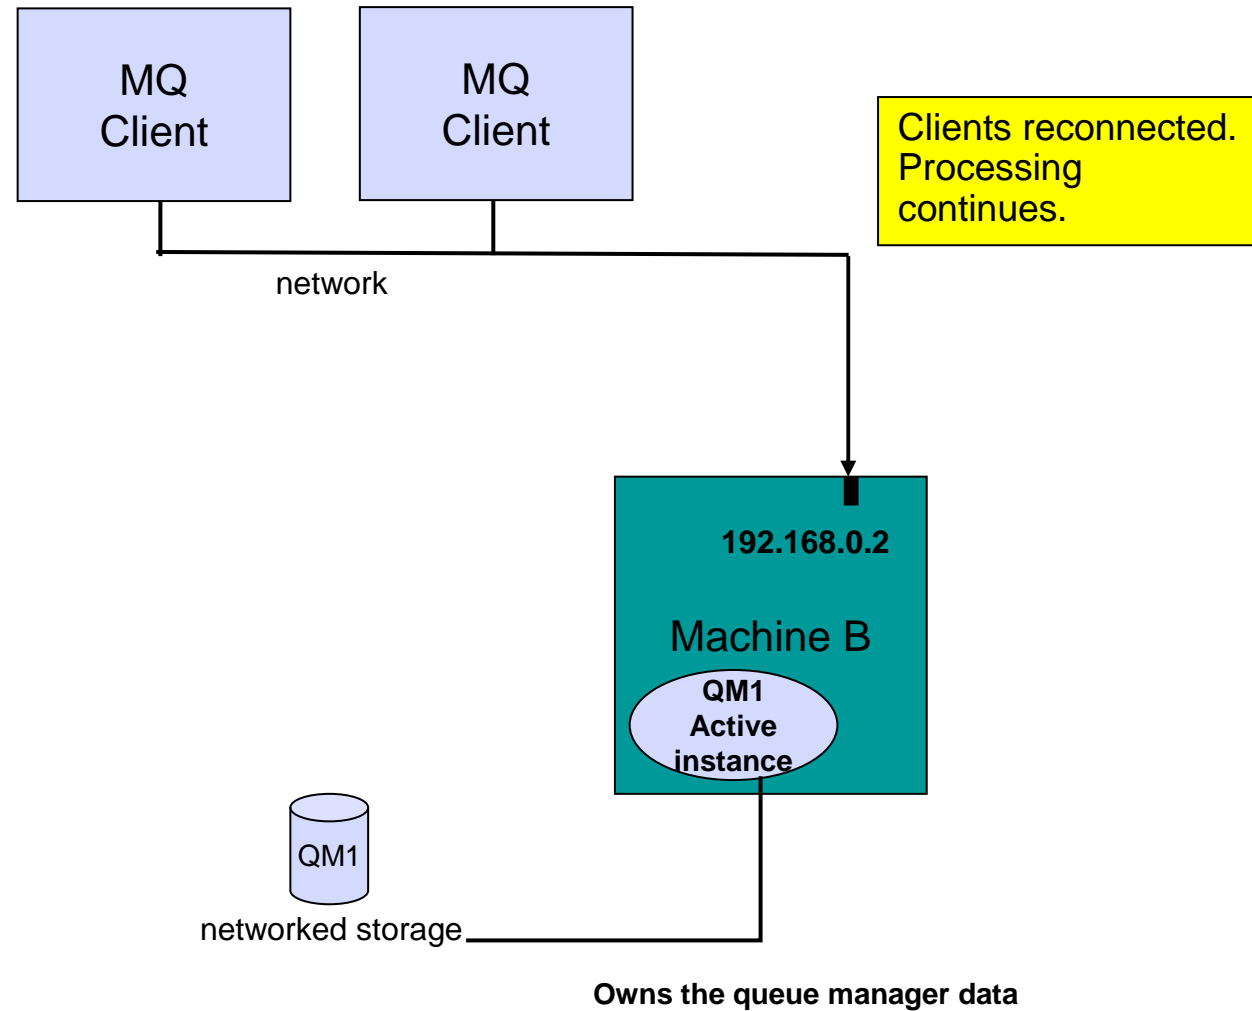 MQ
Client
MQ
Client
Clients reconnected.
Processing
continues.
network
192.168.0.2
Machine B
QM1
Active
instance
QM1
networked storage
Owns the queue manager data